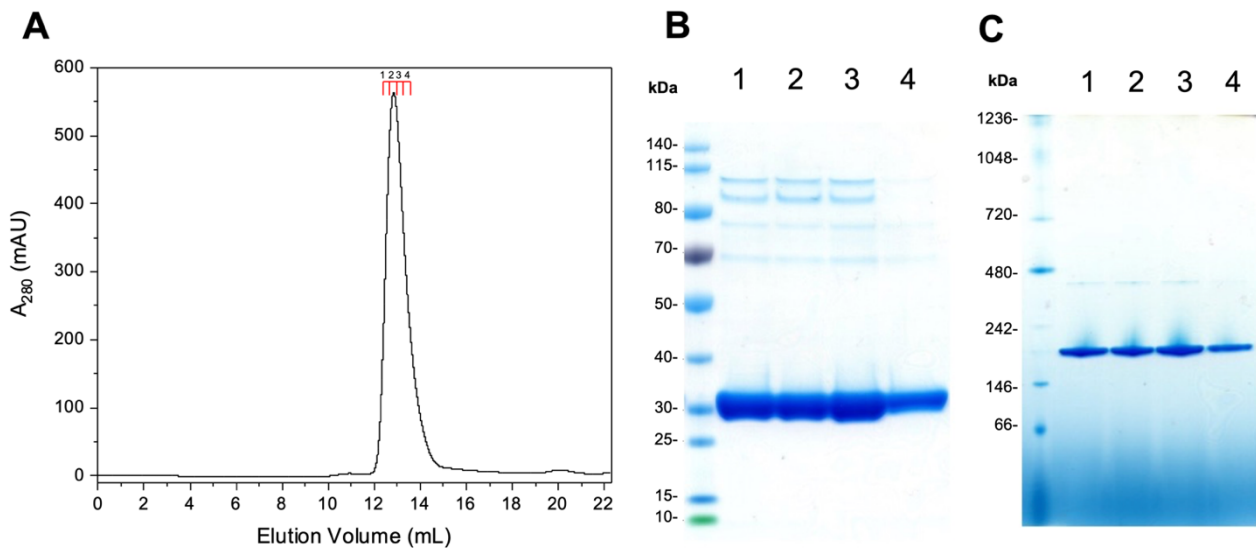 A
600
500
400
300
200
100
0
A280 (mAU)
1 2 3 4
0 2 4 6 8 10 12 14 16 18 20 22
Elution Volume (mL)
B
kDa 1 2 3 4
140-
115-
80-
70-
50-
40-
30-
25-
15-
10-
C
kDa 1 2 3 4
1236-
1048-
720-
480-
242-
146-
66-